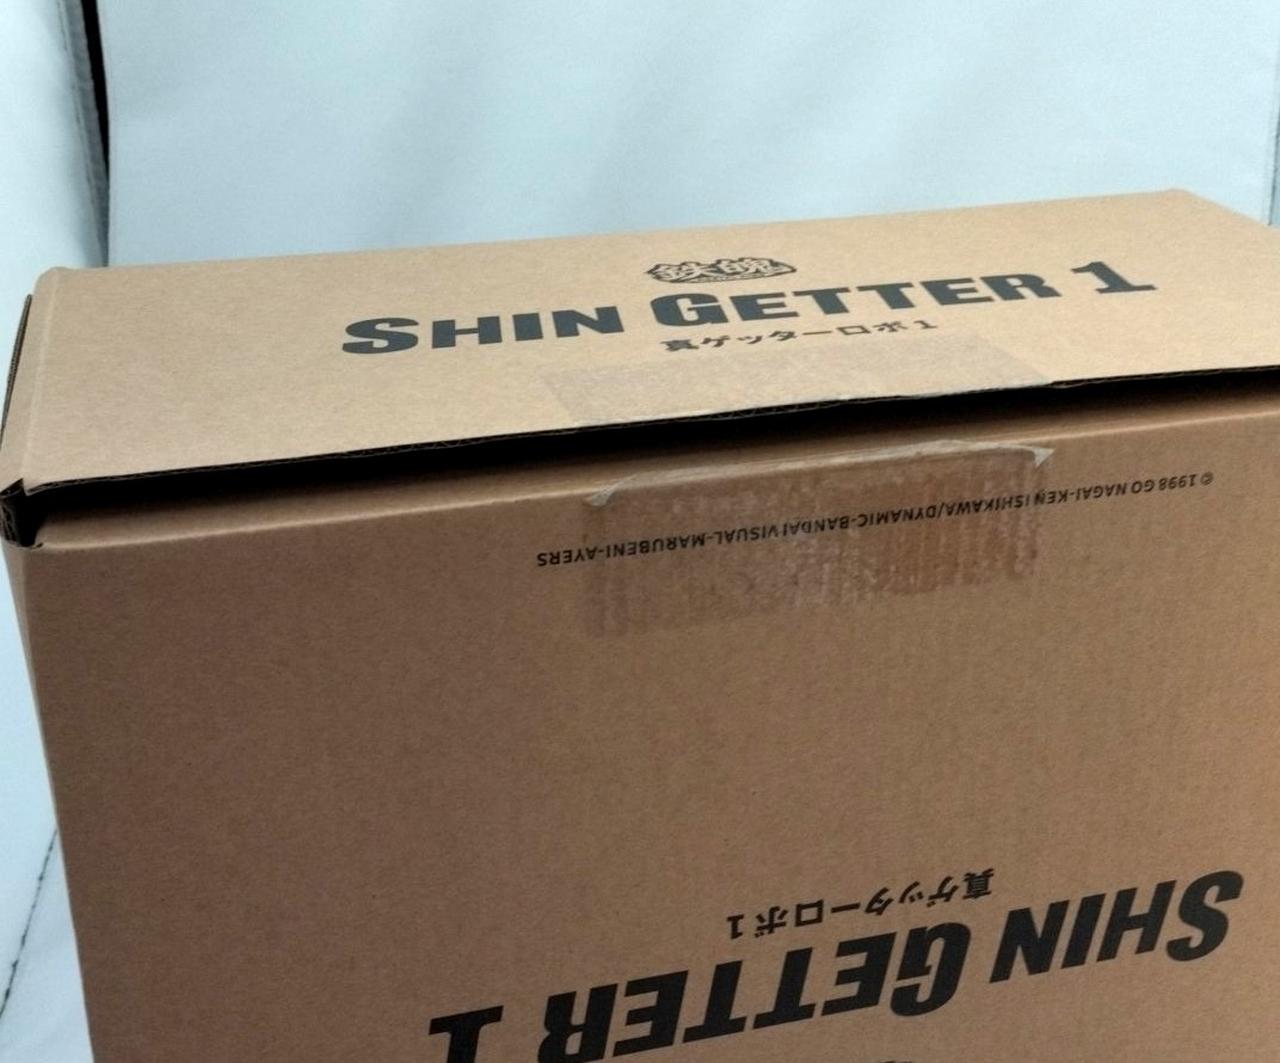 鉄魄
SHIN GETTER 1
真ゲッターロボ1
© 1998 GO NAGAI-KEN ISHIKAWA/DYNAMIC-BANDAI VISUAL-MARUBENI-AYERS
SHIN GETTER 1
真ゲッターロボ1